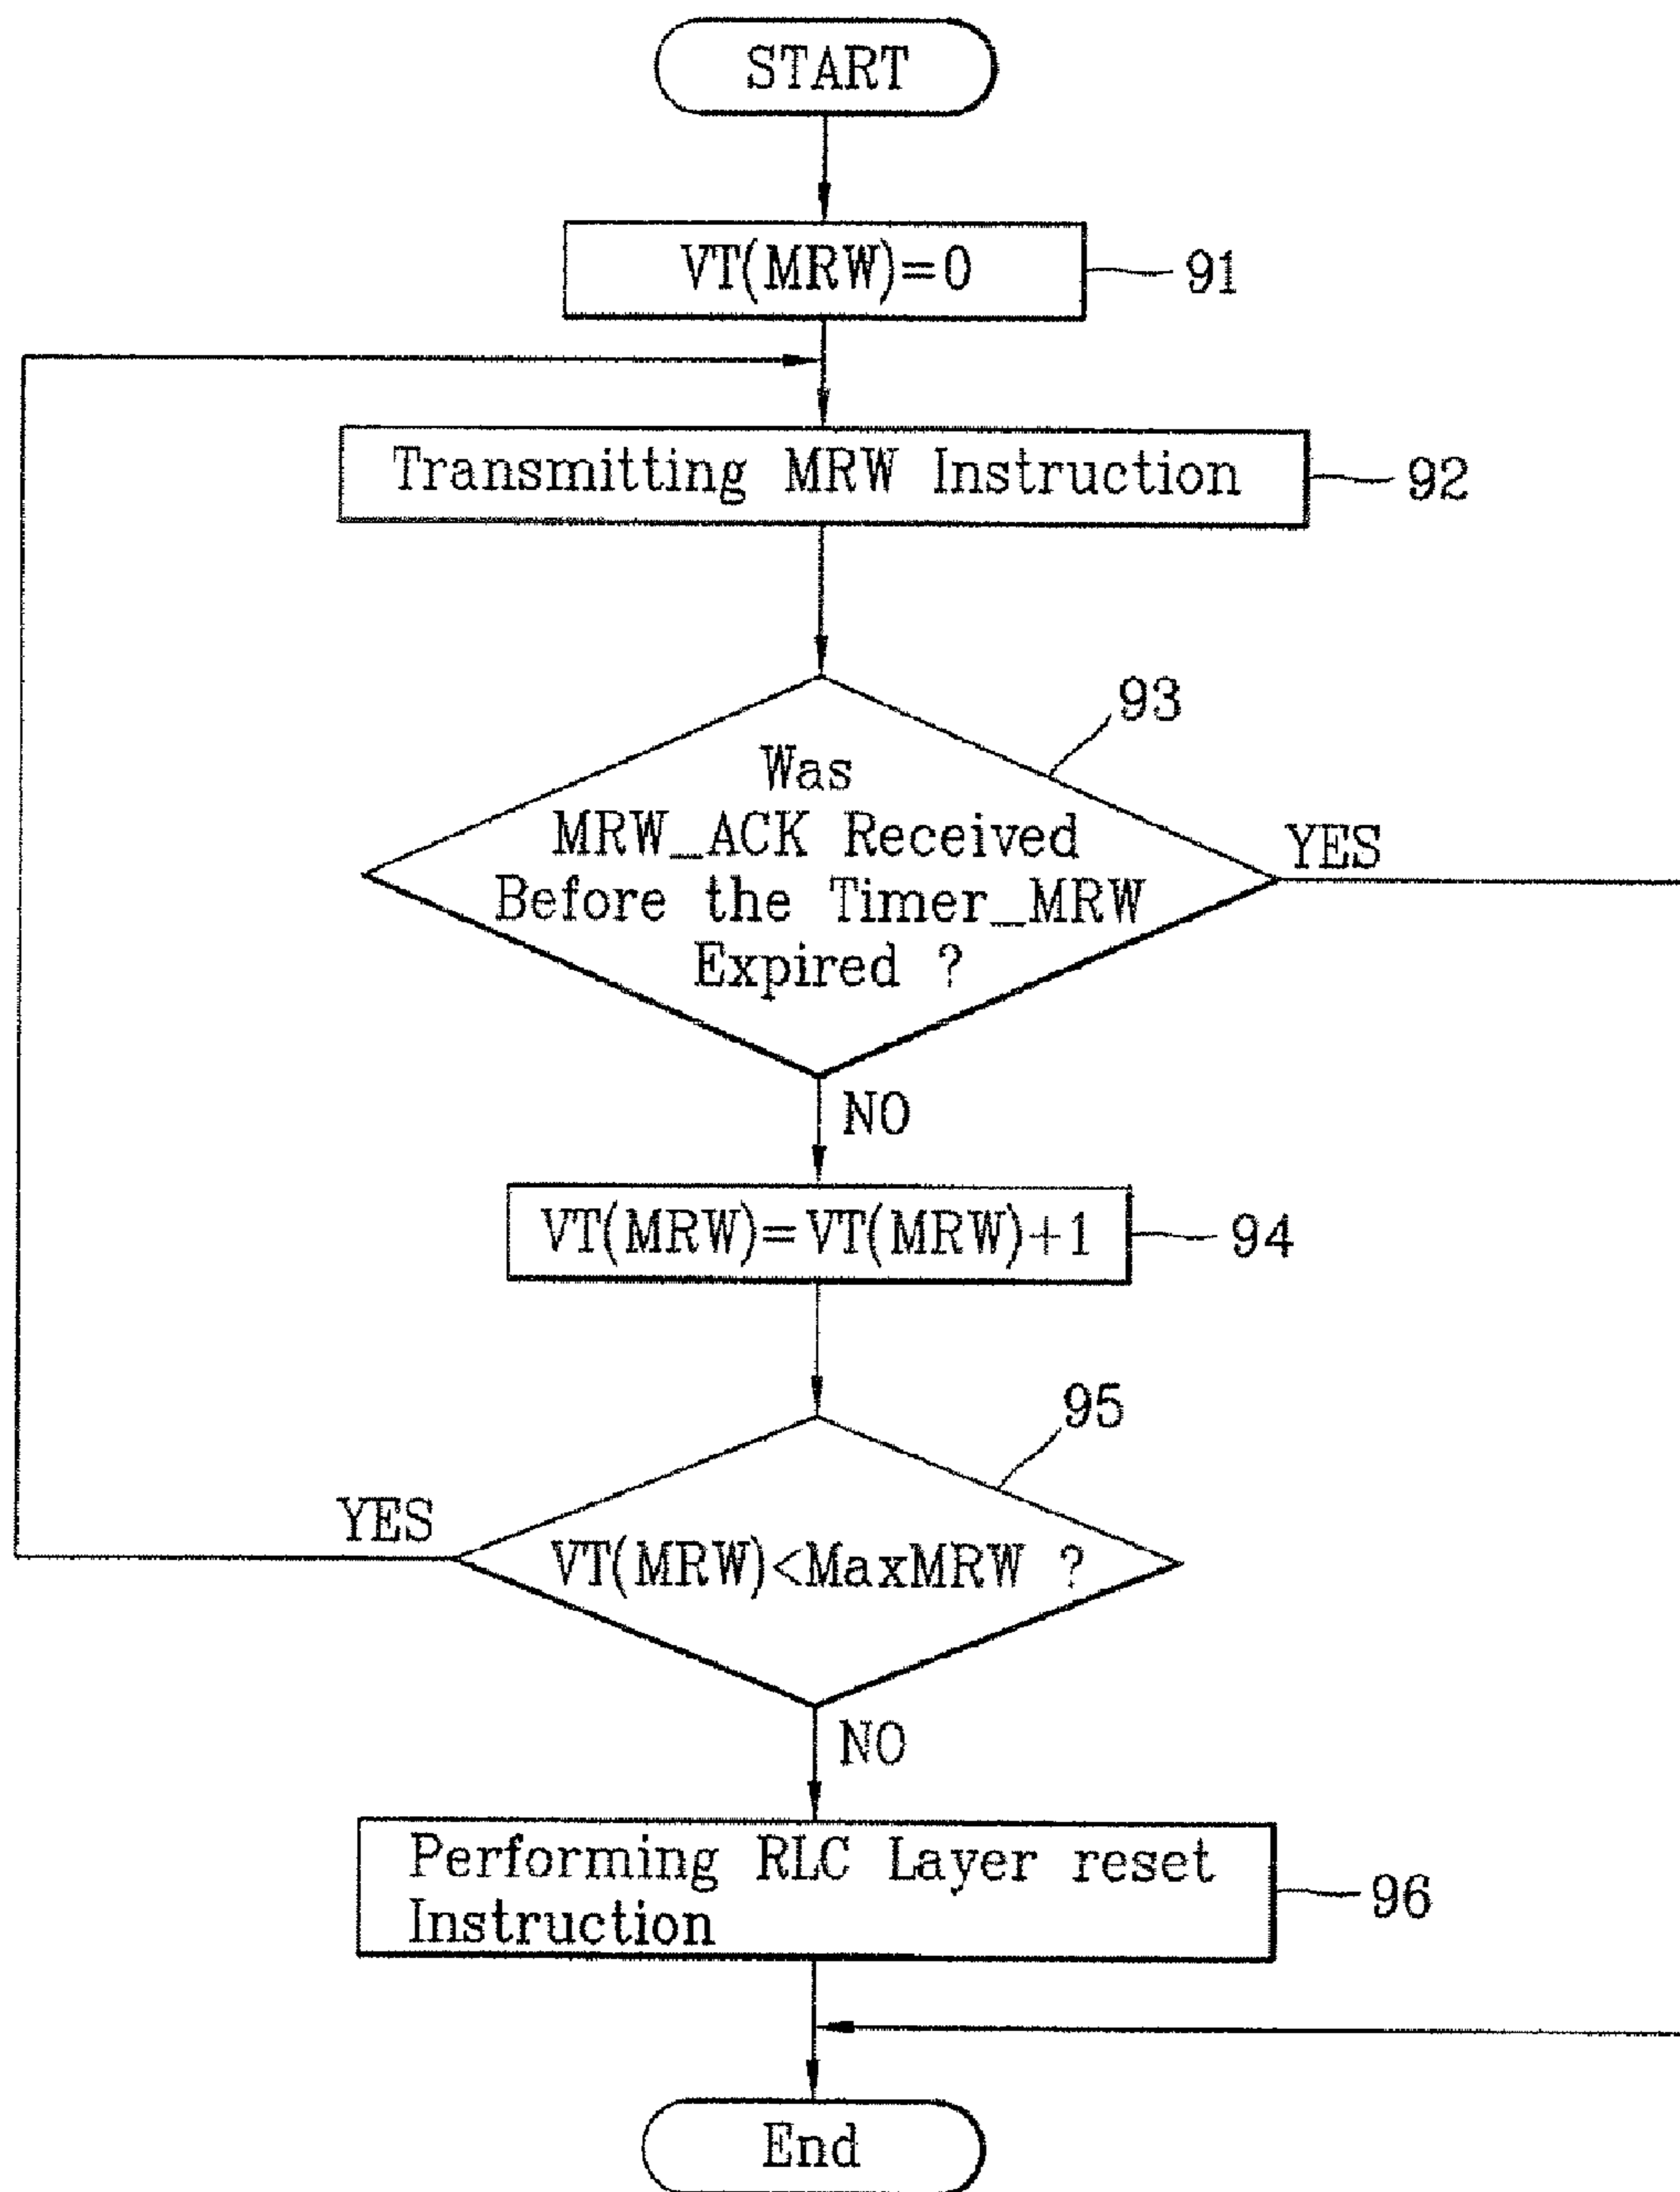 START
VT(MRW)=0
91
Transmitting MRW Instruction
92
93
Was
MRW_ACK Received
Before the Timer_MRW
Expired ?
YES
NO
VT(MRW)=VT(MRW)+1
94
95
YES
VT(MRW)<MaxMRW ?
NO
Performing RLC Layer reset
Instruction
96
End